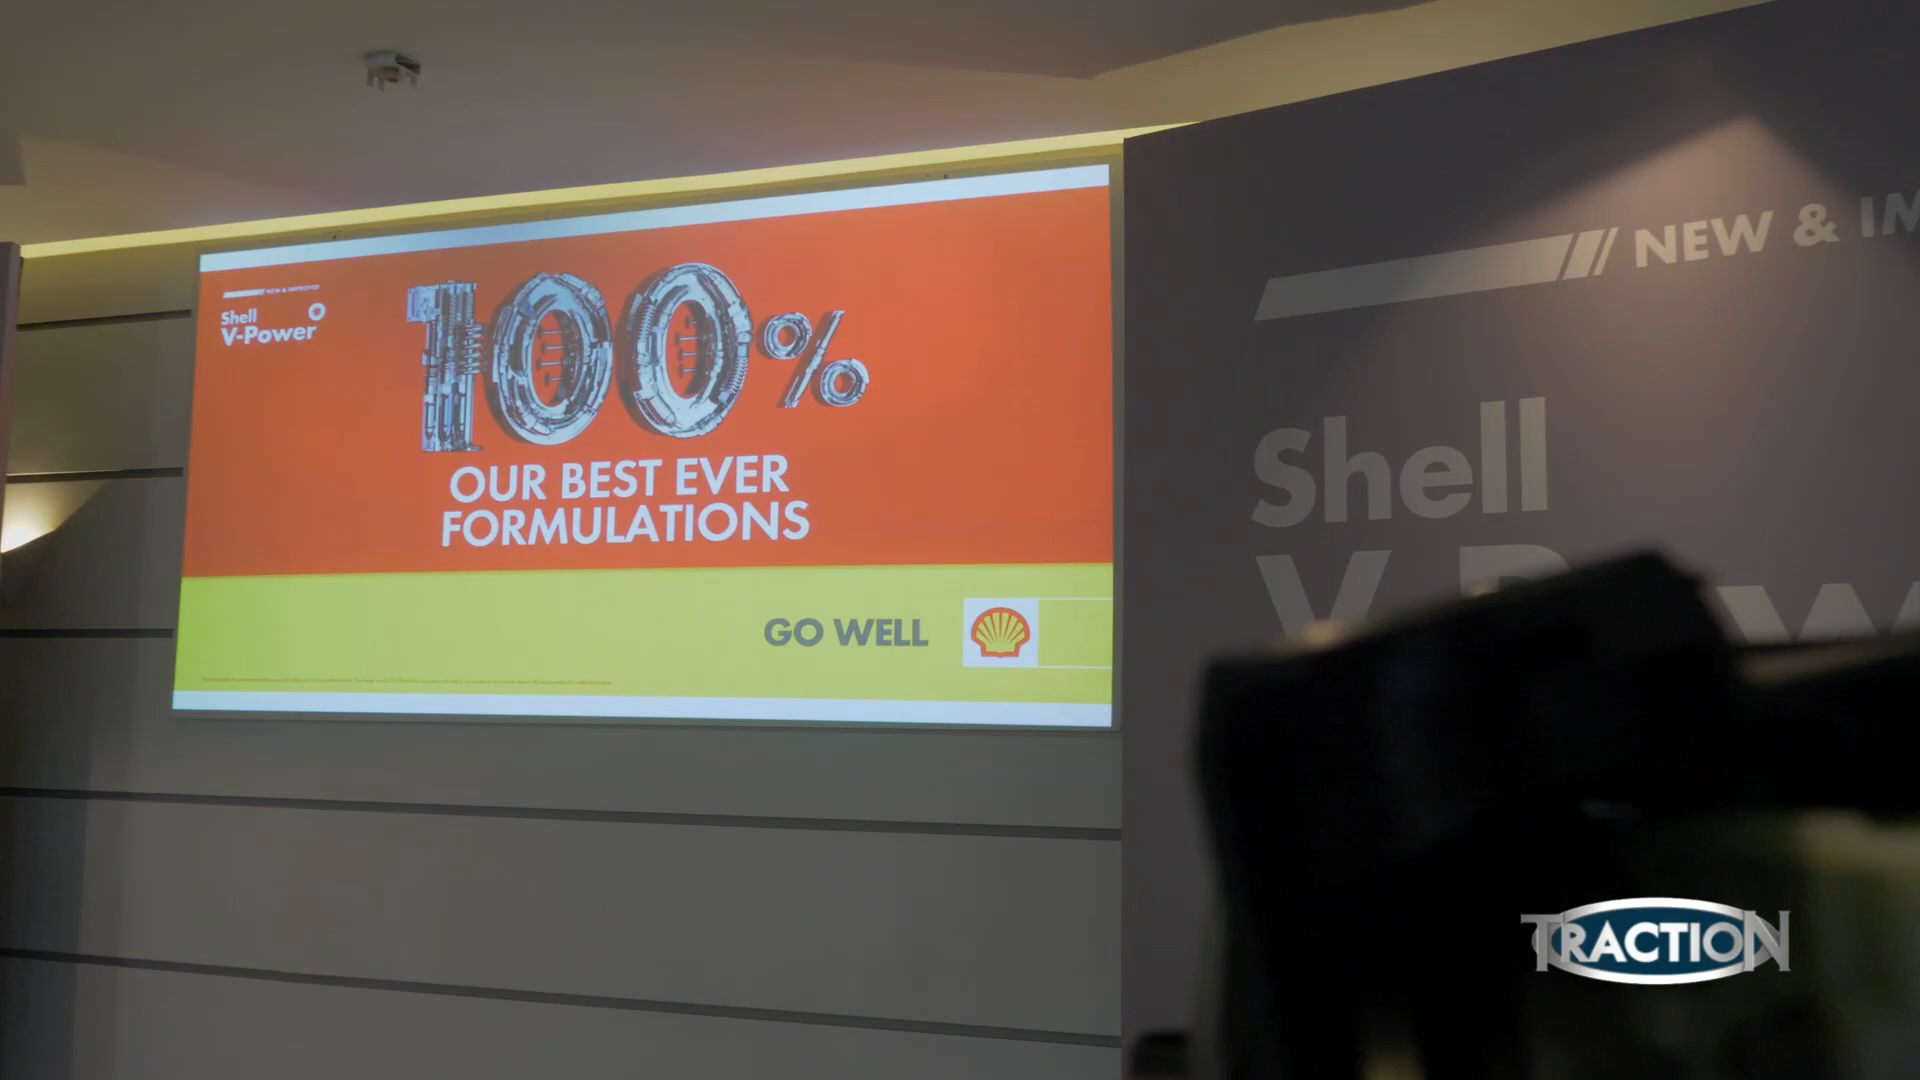 NEW & IMPROVED
Shell
V-Power
100%
OUR BEST EVER
FORMULATIONS
GO WELL
NEW & IM
Shell
TRACTION